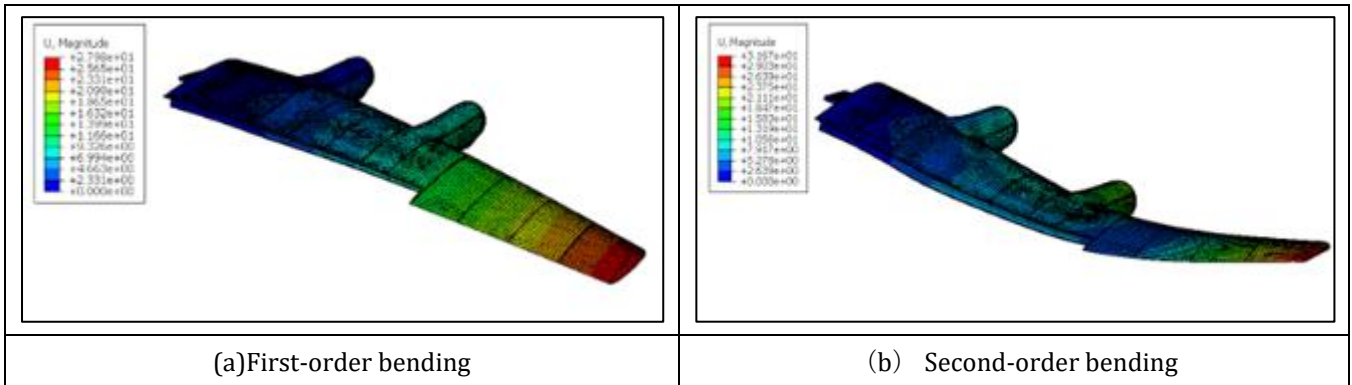 U, Magnitude
+2.798e+01
+2.565e+01
+2.331e+01
+2.098e+01
+1.865e+01
+1.632e+01
+1.399e+01
+1.166e+01
+9.326e+00
+6.994e+00
+4.663e+00
+2.331e+00
+0.000e+00
U, Magnitude
+3.167e+01
+2.903e+01
+2.639e+01
+2.375e+01
+2.111e+01
+1.847e+01
+1.583e+01
+1.319e+01
+1.056e+01
+7.917e+00
+5.278e+00
+2.639e+00
+0.000e+00
(a)First-order bending
（b） Second-order bending